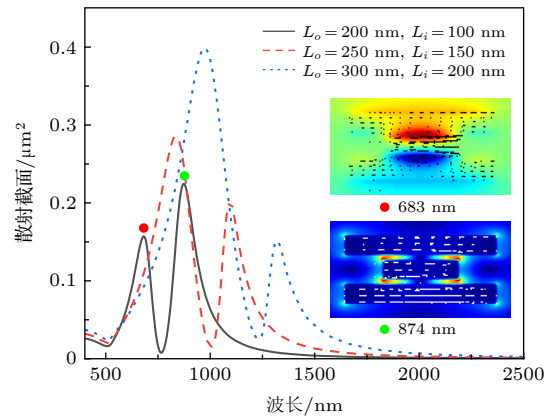 L_o = 200 nm, L_i = 100 nm
L_o = 250 nm, L_i = 150 nm
L_o = 300 nm, L_i = 200 nm
683 nm
874 nm
散射截面/μm²
0.4
0.3
0.2
0.1
0
500 1000 1500 2000 2500
波长/nm